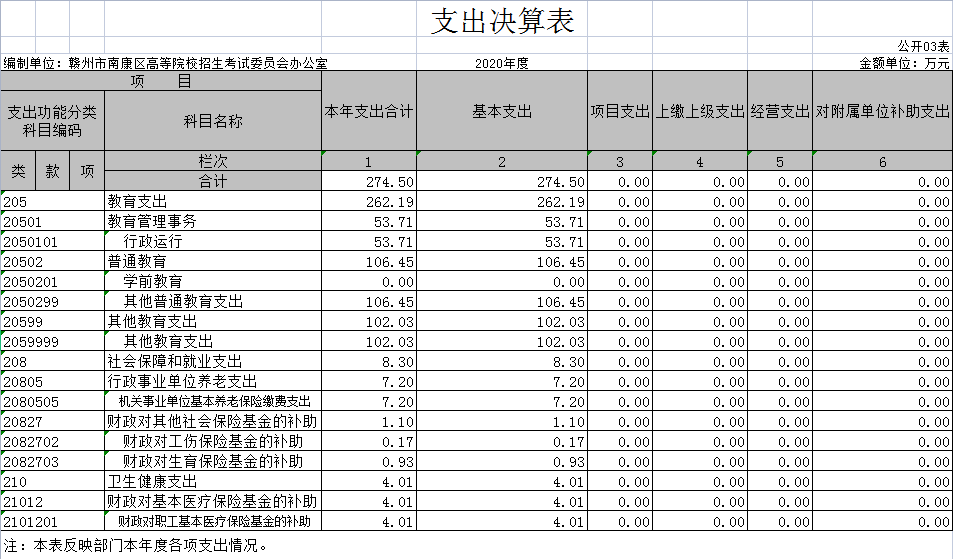 支出决算表
公开03表
编制单位：赣州市南康区高等院校招生考试委员会办公室 2020年度 金额单位：万元
项 目 本年支出合计 基本支出 项目支出 上缴上级支出 经营支出 对附属单位补助支出
支出功能分类科目编码 科目名称
类 款 项 栏次 1 2 3 4 5 6
合计 274.50 274.50 0.00 0.00 0.00 0.00
205 教育支出 262.19 262.19 0.00 0.00 0.00 0.00
20501 教育管理事务 53.71 53.71 0.00 0.00 0.00 0.00
2050101 行政运行 53.71 53.71 0.00 0.00 0.00 0.00
20502 普通教育 106.45 106.45 0.00 0.00 0.00 0.00
2050201 学前教育 0.00 0.00 0.00 0.00 0.00 0.00
2050299 其他普通教育支出 106.45 106.45 0.00 0.00 0.00 0.00
20599 其他教育支出 102.03 102.03 0.00 0.00 0.00 0.00
2059999 其他教育支出 102.03 102.03 0.00 0.00 0.00 0.00
208 社会保障和就业支出 8.30 8.30 0.00 0.00 0.00 0.00
20805 行政事业单位养老支出 7.20 7.20 0.00 0.00 0.00 0.00
2080505 机关事业单位基本养老保险缴费支出 7.20 7.20 0.00 0.00 0.00 0.00
20827 财政对其他社会保险基金的补助 1.10 1.10 0.00 0.00 0.00 0.00
2082702 财政对工伤保险基金的补助 0.17 0.17 0.00 0.00 0.00 0.00
2082703 财政对生育保险基金的补助 0.93 0.93 0.00 0.00 0.00 0.00
210 卫生健康支出 4.01 4.01 0.00 0.00 0.00 0.00
21012 财政对基本医疗保险基金的补助 4.01 4.01 0.00 0.00 0.00 0.00
2101201 财政对职工基本医疗保险基金的补助 4.01 4.01 0.00 0.00 0.00 0.00
注：本表反映部门本年度各项支出情况。